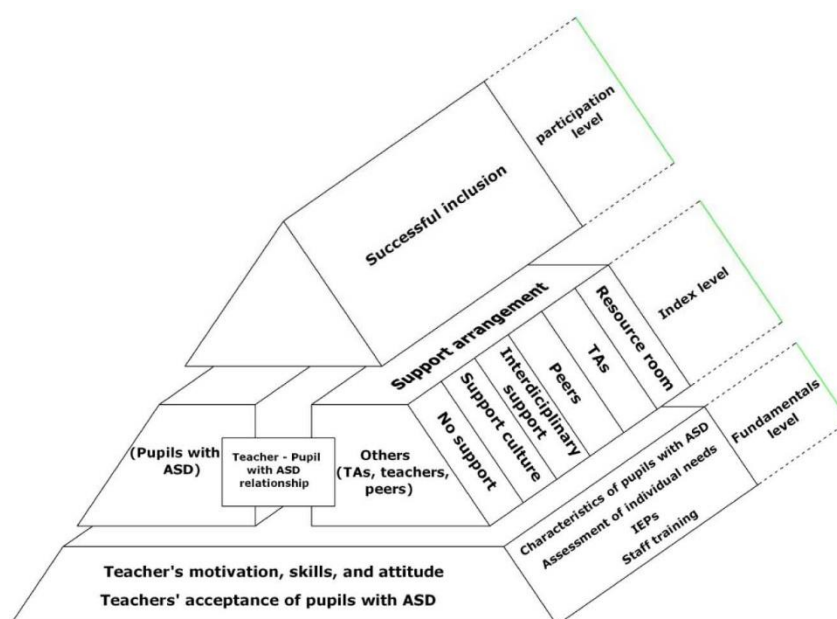 participation
level
Successful inclusion
Index level
Support arrangement
Resource room
TAs
Peers
Interdiciplinary
support
Support culture
No support
Fundamentals
level
(Pupils with
ASD)
Teacher - Pupil
with ASD
relationship
Others
(TAs, teachers,
peers)
Characteristics of pupils with ASD
Assessment of individual needs
IEPs
Staff training
Teacher's motivation, skills, and attitude
Teachers' acceptance of pupils with ASD